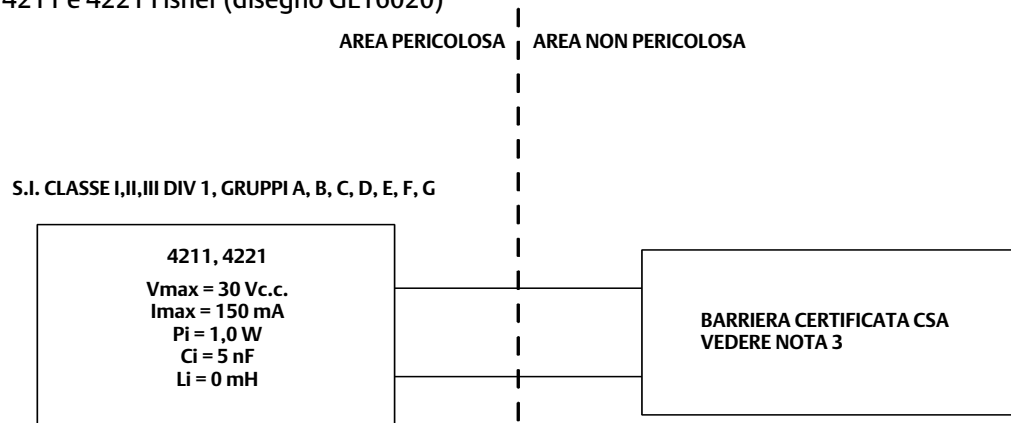 4211 e 4221 Fisher (disegno GE16020)
AREA PERICOLOSA
AREA NON PERICOLOSA
S.I. CLASSE I,II,III DIV 1, GRUPPI A, B, C, D, E, F, G
4211, 4221
Vmax = 30 Vc.c.
Imax = 150 mA
Pi = 1,0 W
Ci = 5 nF
Li = 0 mH
BARRIERA CERTIFICATA CSA
VEDERE NOTA 3